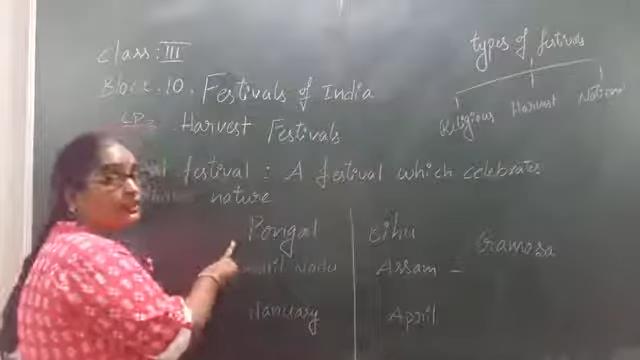 Class: III
Block. 10. Festivals of India
Harvest Festivals
festival : A festival which celebrates
nature
Pongal
Tamil Nadu
January
Bihu
Assam -
April
Gamosa
types of festivals
Religious Harvest National